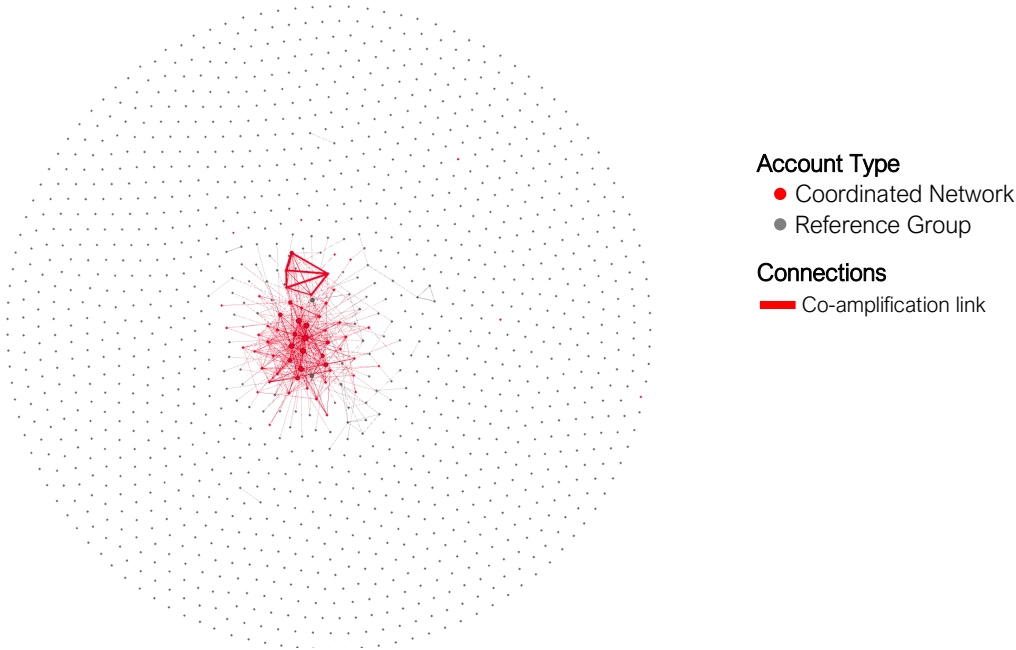 Account Type
Coordinated Network
Reference Group
Connections
Co-amplification link